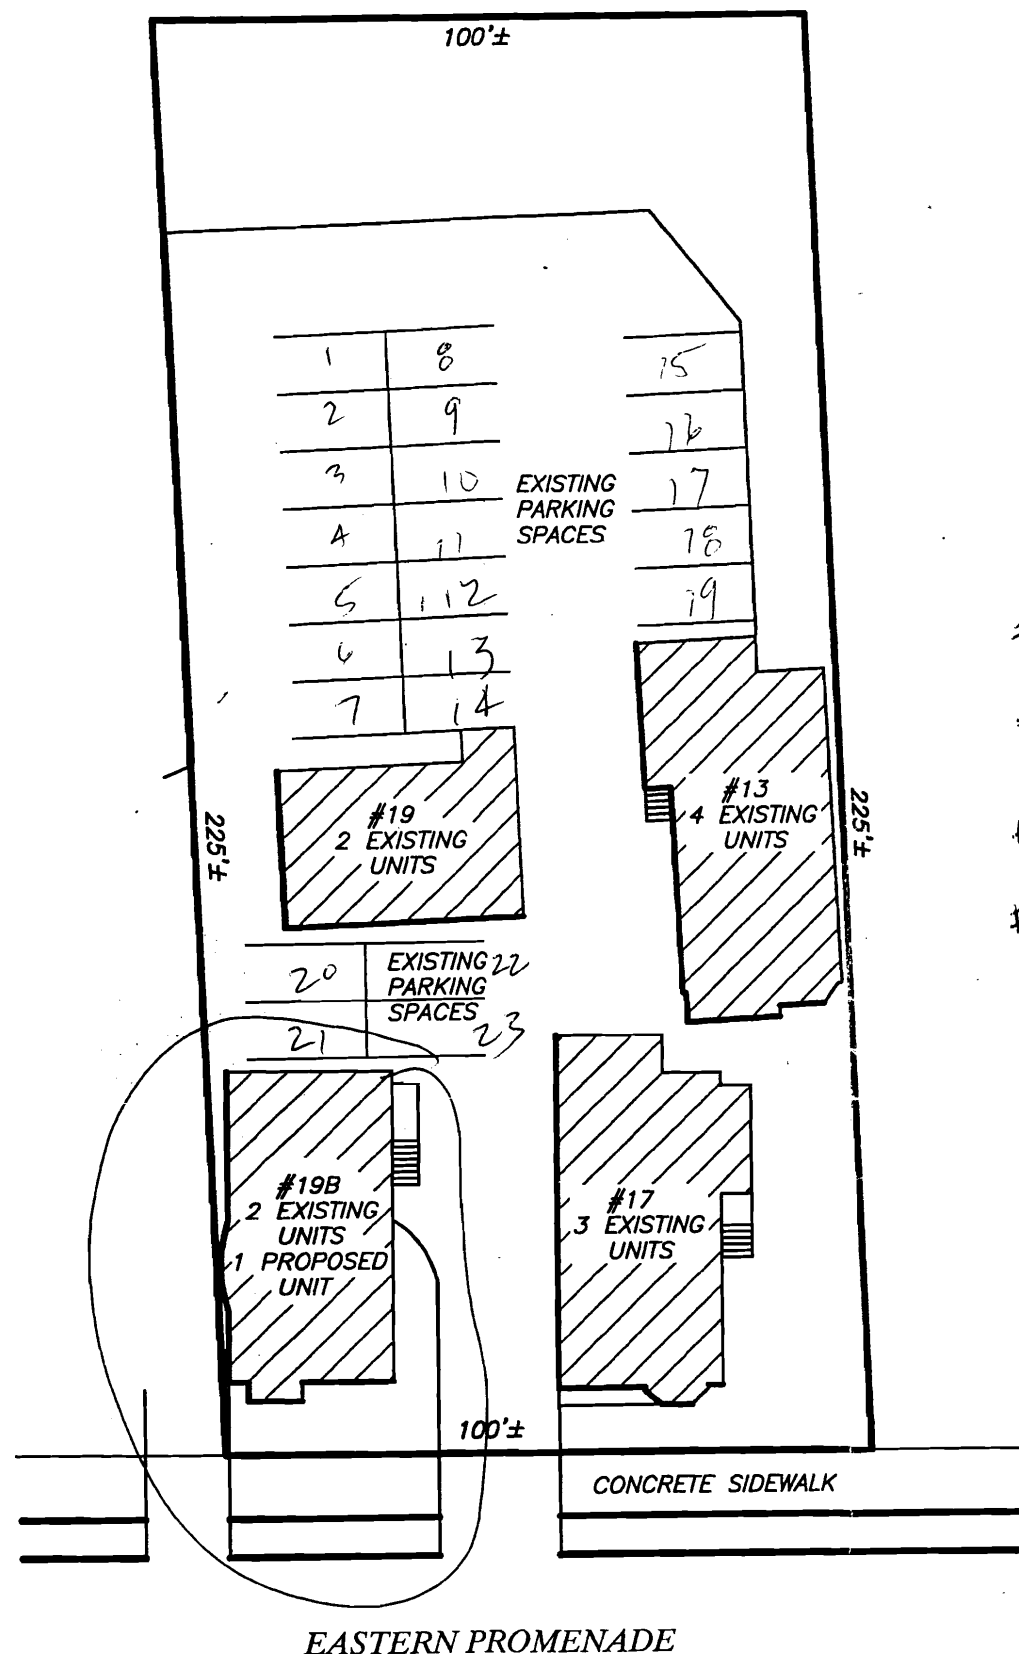 100'±
1 8 15
2 9 16
3 10 17
EXISTING
PARKING
SPACES
4 11 18
5 112 19
6 13
7 14
#19
2 EXISTING
UNITS
#13
4 EXISTING
UNITS
225'±
225'±
20
EXISTING
PARKING
SPACES
22
21
23
#19B
2 EXISTING
UNITS
1 PROPOSED
UNIT
#17
3 EXISTING
UNITS
100'±
CONCRETE SIDEWALK
EASTERN PROMENADE